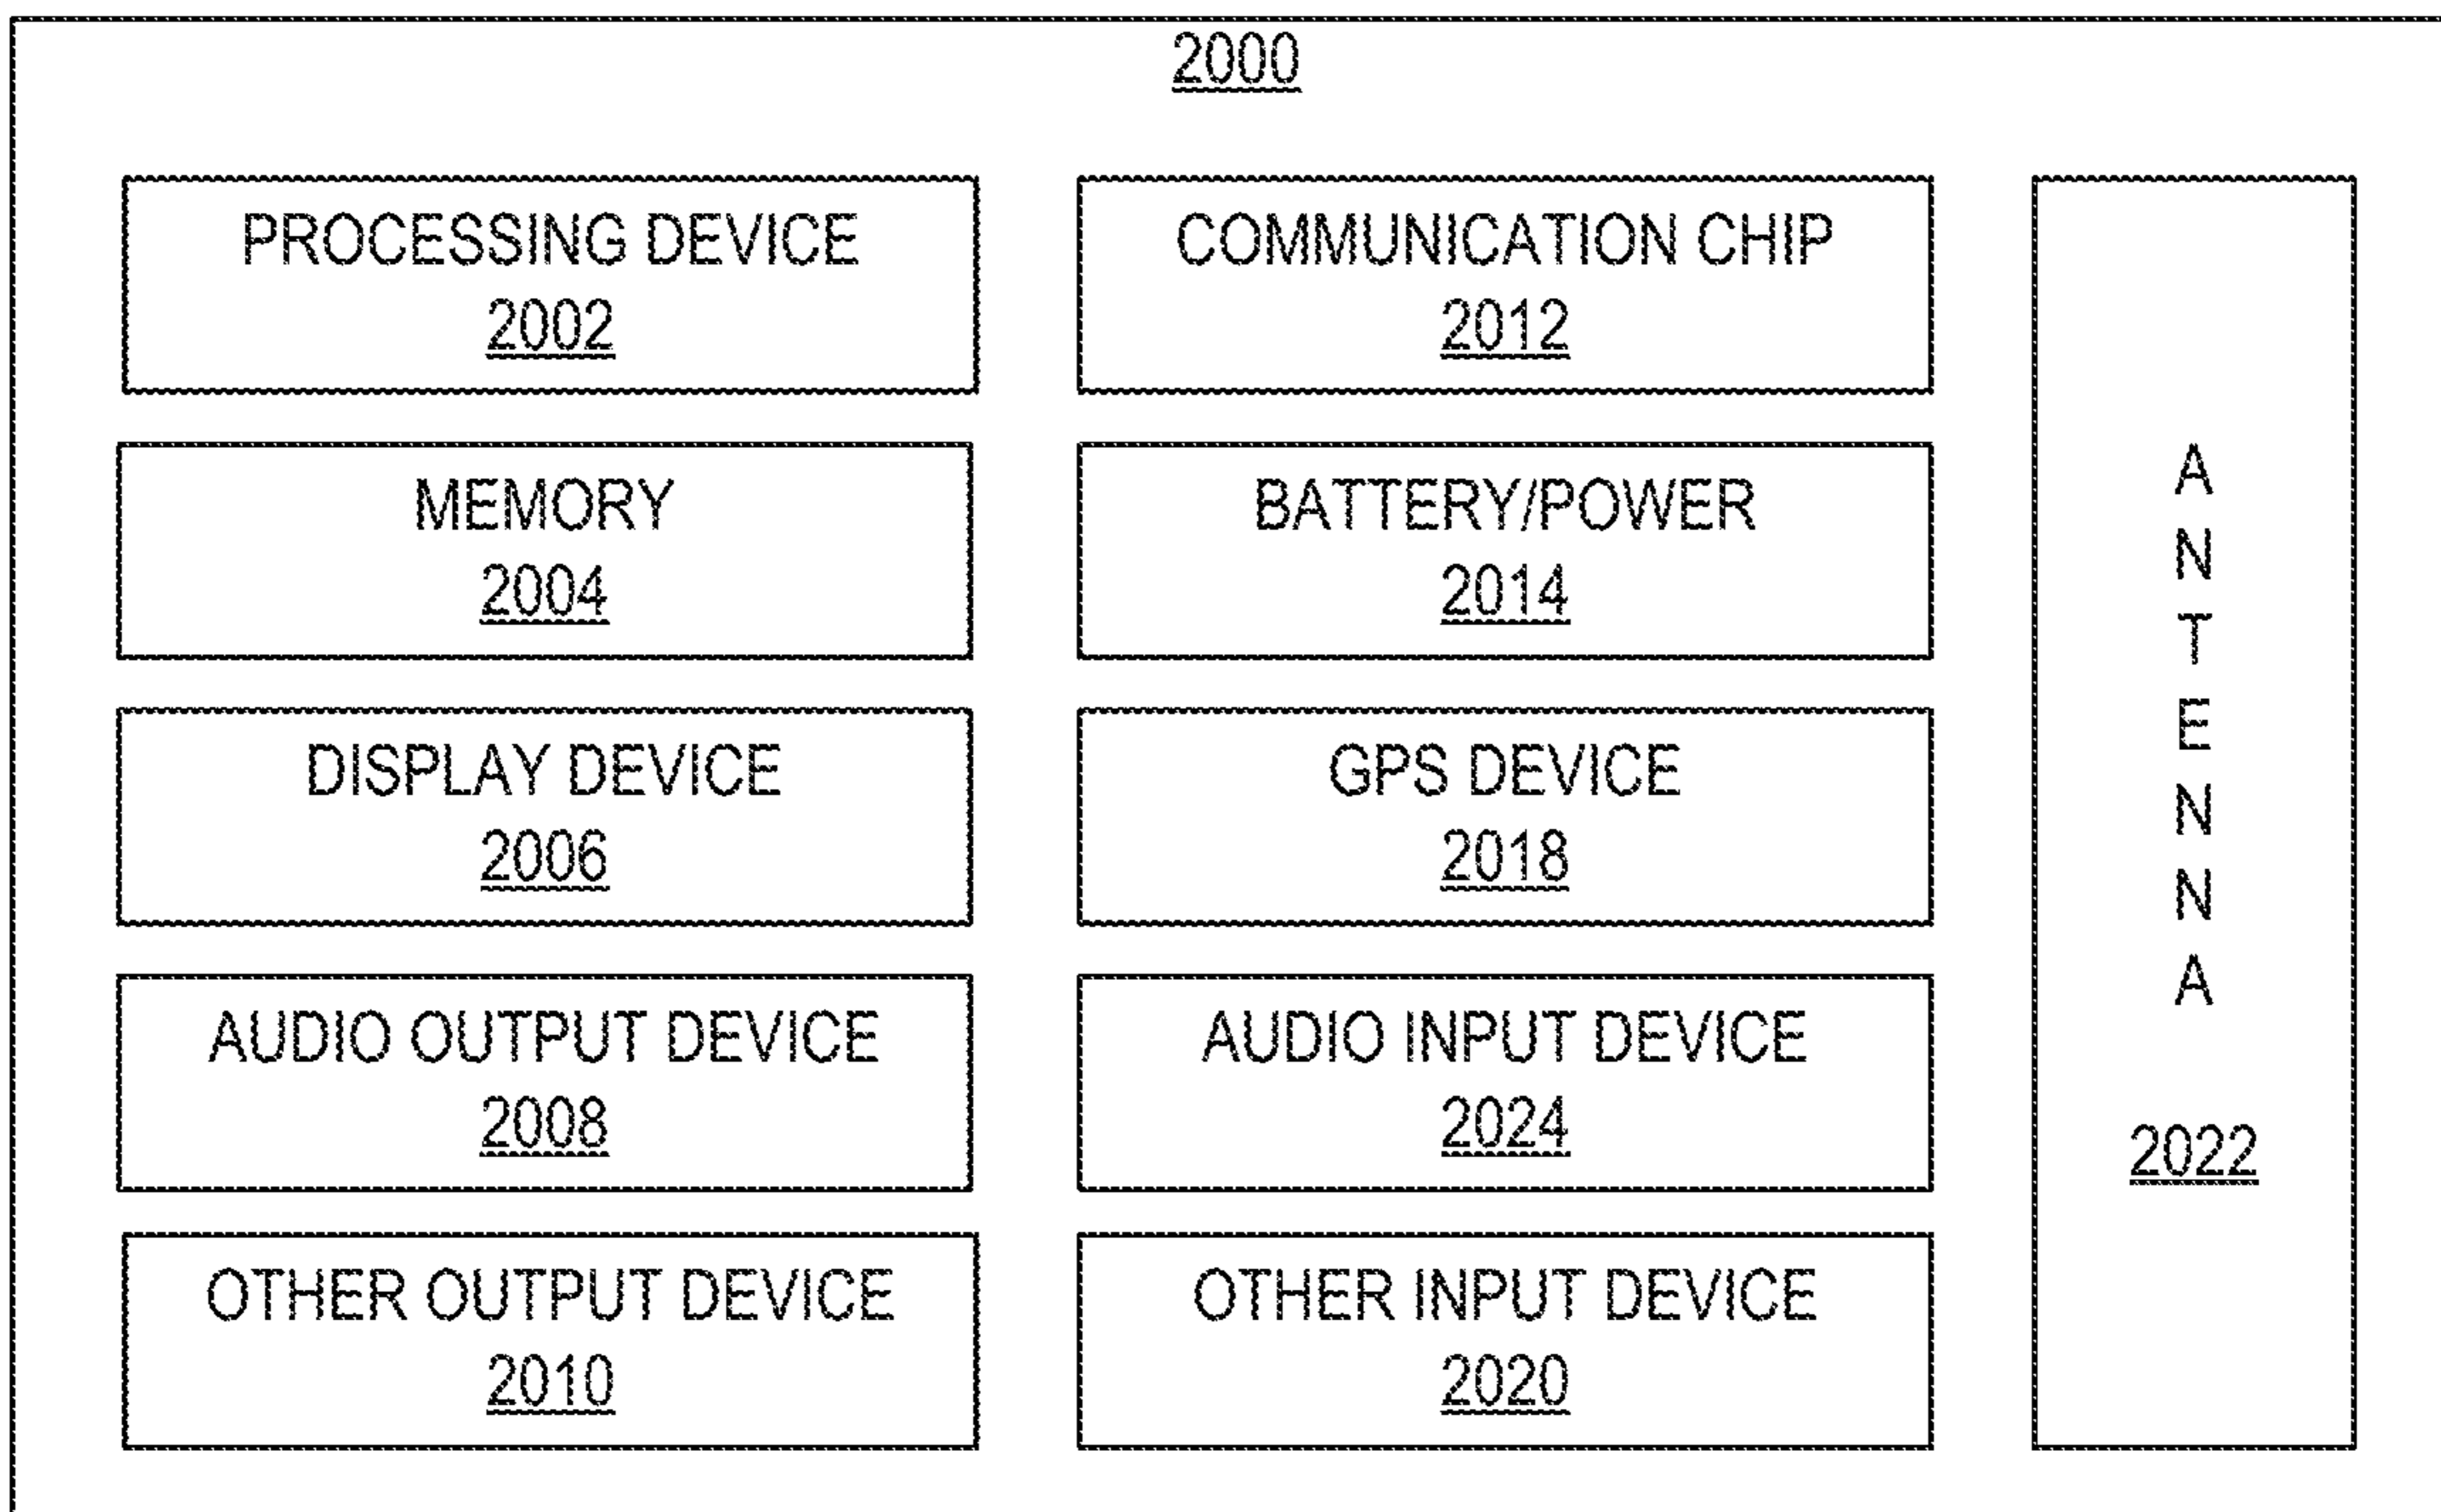 2000
PROCESSING DEVICE
2002
COMMUNICATION CHIP
2012
MEMORY
2004
BATTERY/POWER
2014
DISPLAY DEVICE
2006
GPS DEVICE
2018
AUDIO OUTPUT DEVICE
2008
AUDIO INPUT DEVICE
2024
OTHER OUTPUT DEVICE
2010
OTHER INPUT DEVICE
2020
A
N
T
E
N
N
A
2022